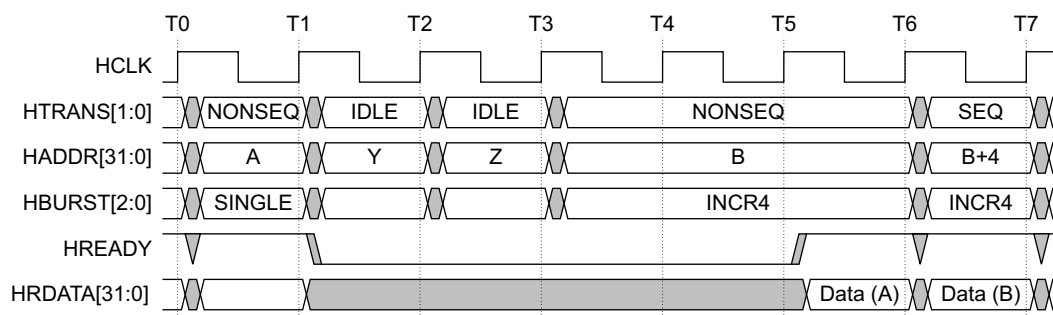 T0 T1 T2 T3 T4 T5 T6 T7
HCLK
HTRANS[1:0] NONSEQ IDLE IDLE NONSEQ SEQ
HADDR[31:0] A Y Z B B+4
HBURST[2:0] SINGLE INCR4 INCR4
HREADY
HRDATA[31:0] Data (A) Data (B)